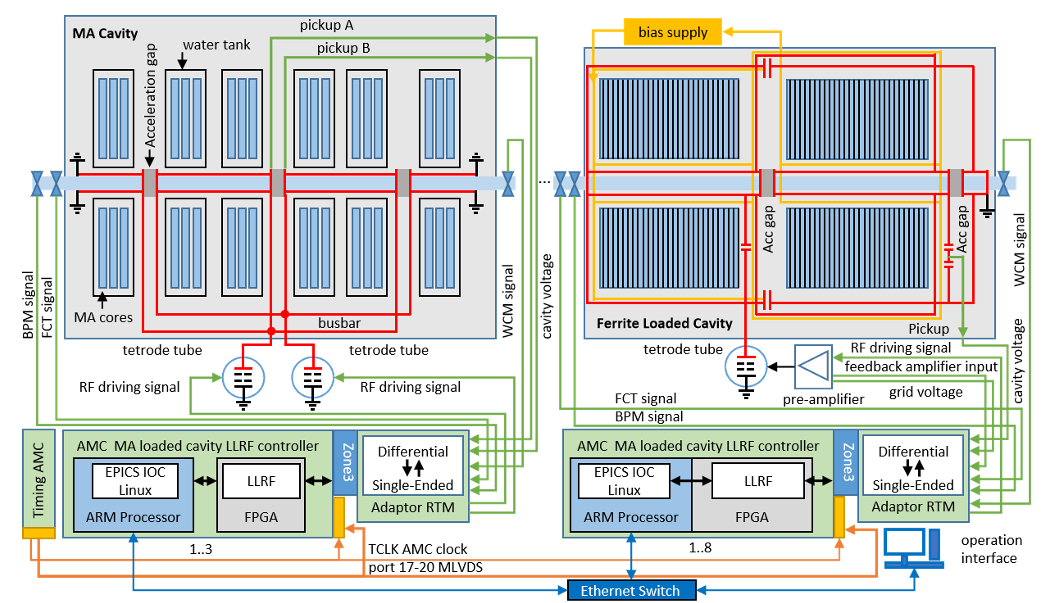 MA Cavity
water tank
Acceleration gap
pickup A
pickup B
MA cores
busbar
tetrode tube
tetrode tube
RF driving signal
RF driving signal
BPM signal
FCT signal
WCM signal
cavity voltage
...
bias supply
Acc gap
Acc gap
Ferrite Loaded Cavity
Pickup
tetrode tube
RF driving signal
feedback amplifier input
grid voltage
pre-amplifier
FCT signal
BPM signal
WCM signal
cavity voltage
Timing AMC
AMC MA loaded cavity LLRF controller
EPICS IOC
Linux
ARM Processor
LLRF
FPGA
Zone3
Differential
Single-Ended
Adaptor RTM
1..3
AMC MA loaded cavity LLRF controller
EPICS IOC
Linux
ARM Processor
LLRF
FPGA
Zone3
Differential
Single-Ended
Adaptor RTM
1..8
TCLK AMC clock
port 17-20 MLVDS
Ethernet Switch
operation
interface